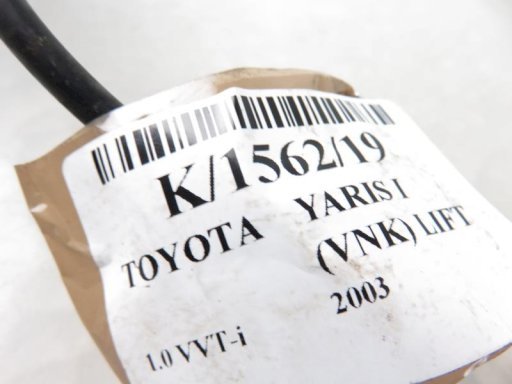 K/1562/19
TOYOTA YARIS I
(VNK) LIFT
2003
1.0 VVT-i